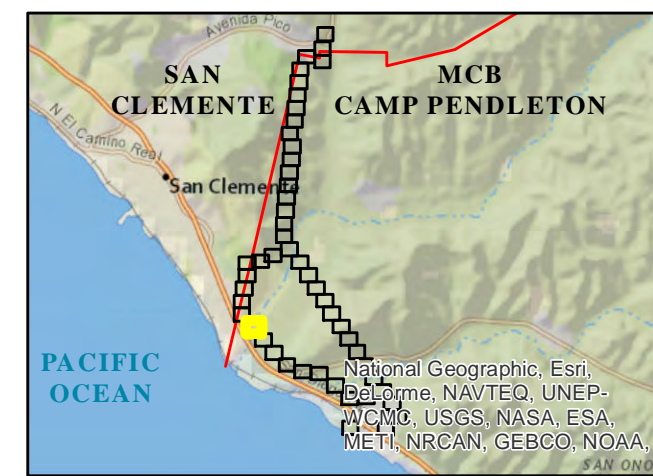 Avenida Pico
SAN
CLEMENTE
MCB
CAMP PENDLETON
N El Camino Real
San Clemente
PACIFIC
OCEAN
National Geographic, Esri,
DeLorme, NAVTEQ, UNEP-
WCMC, USGS, NASA, ESA,
METI, NRCAN, GEBCO, NOAA,
SAN ONO